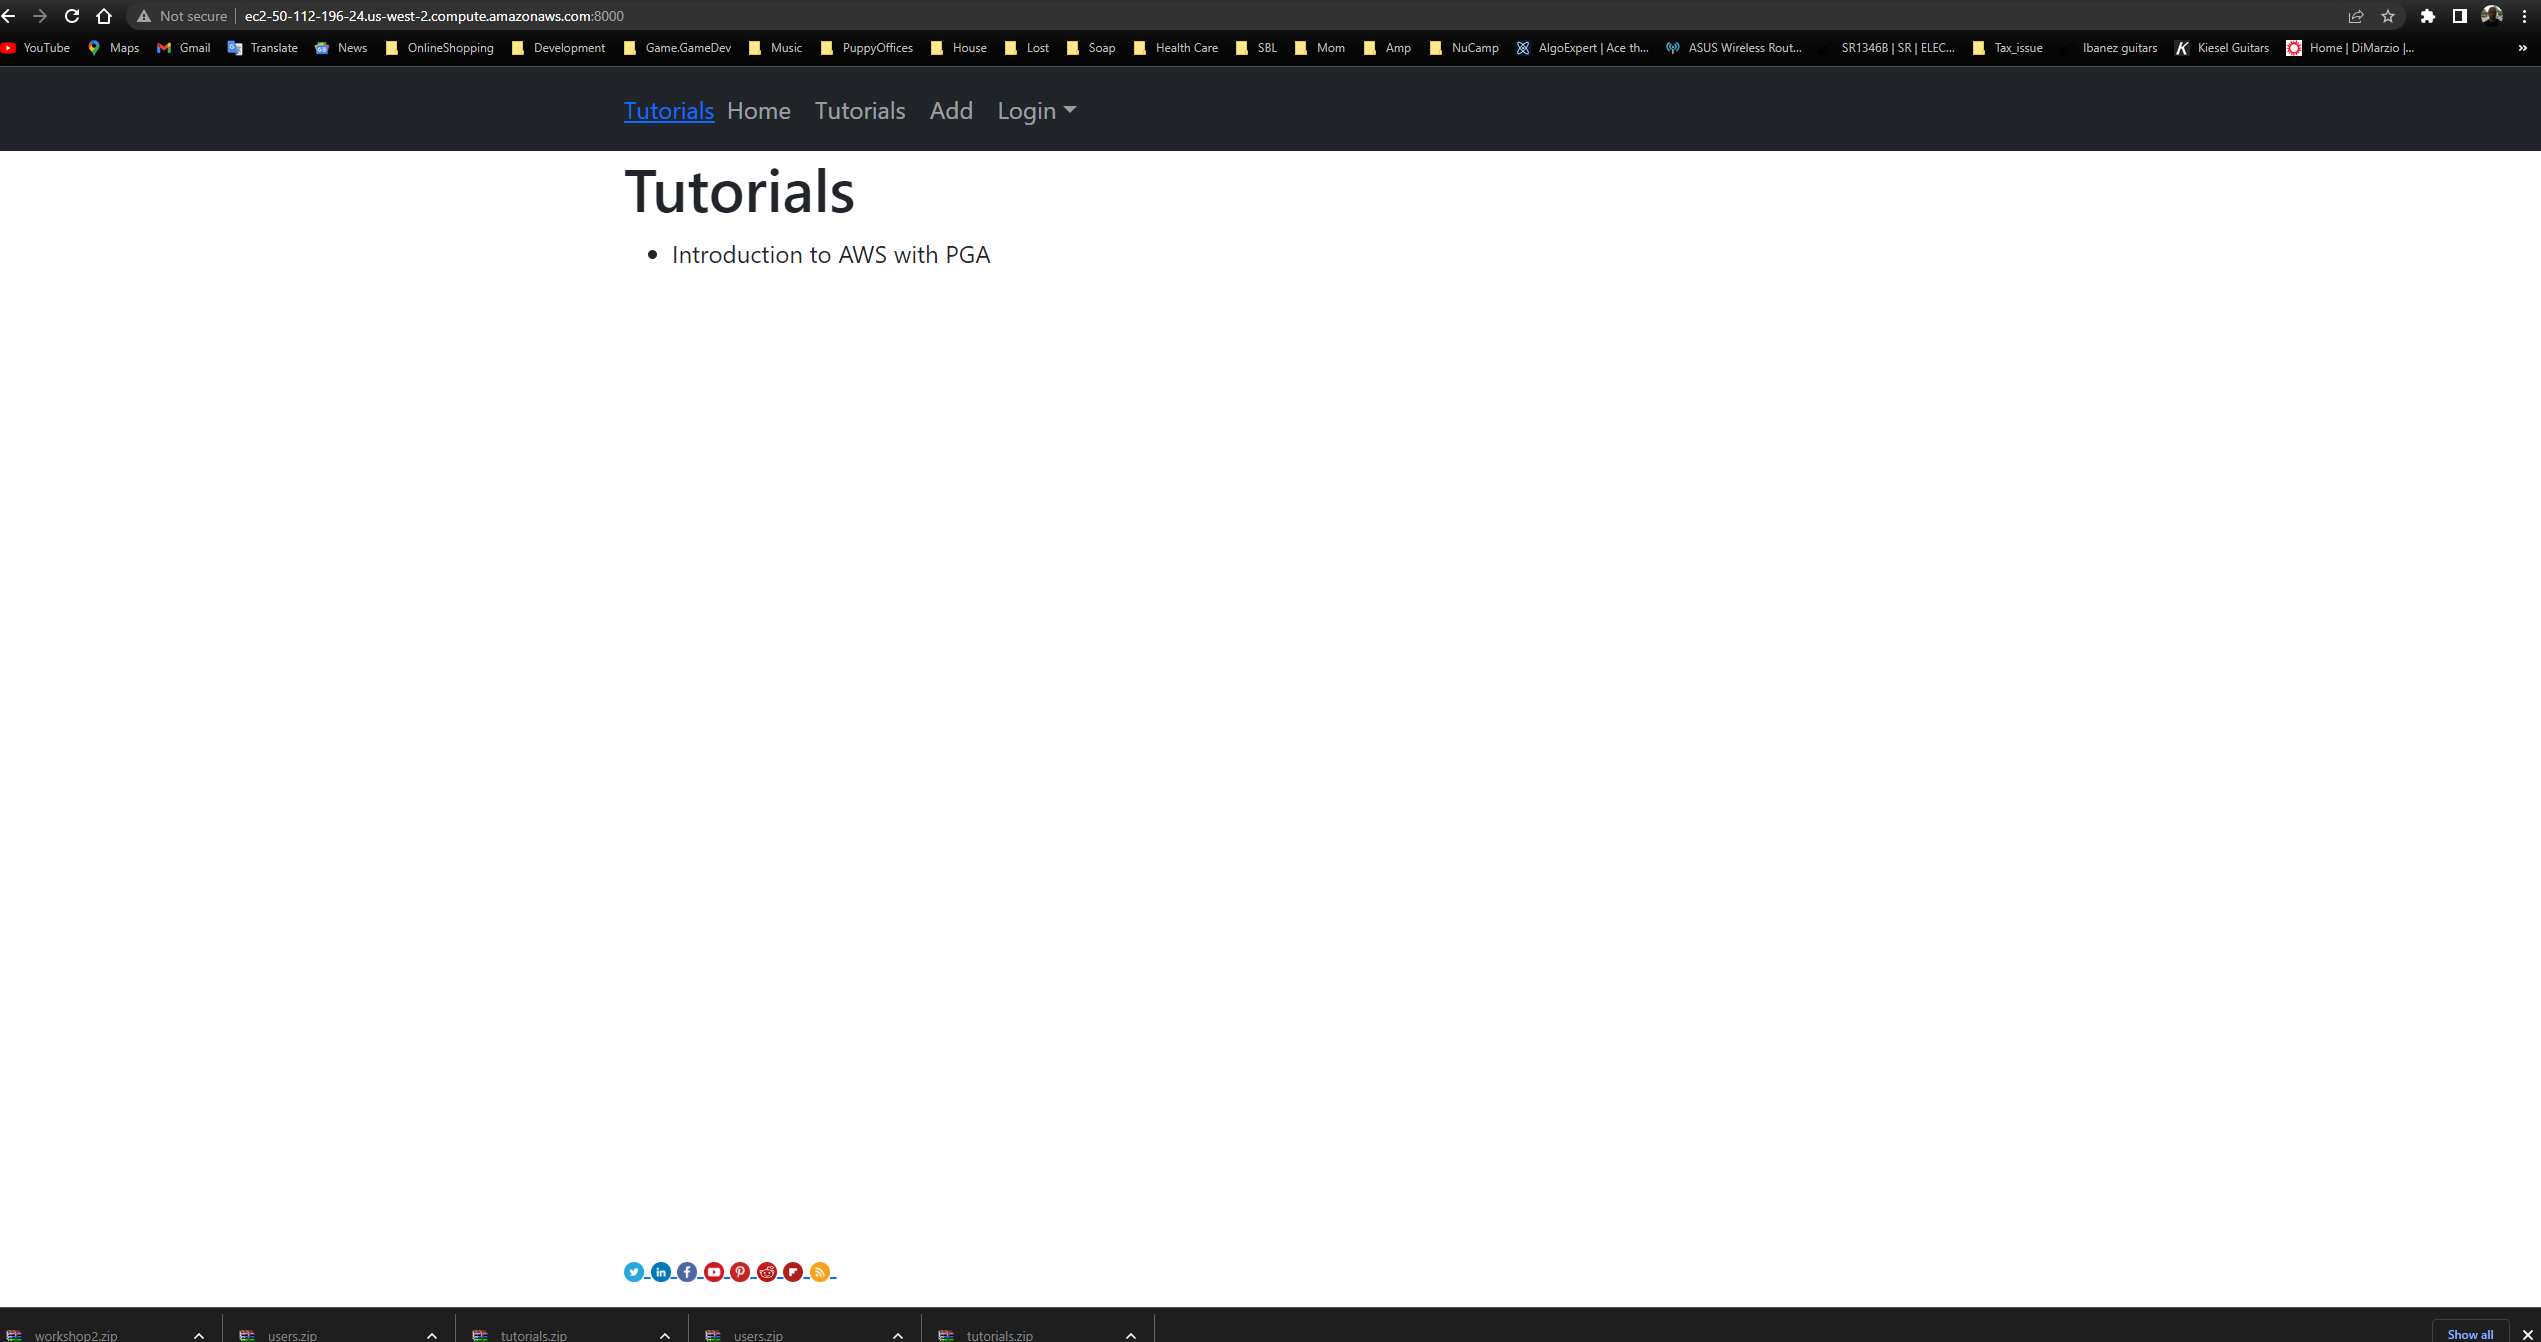 Not secure | ec2-50-112-196-24.us-west-2.compute.amazonaws.com:8000
YouTube Maps Gmail Translate News OnlineShopping Development Game.GameDev Music PuppyOffices House Lost Soap Health Care SBL Mom Amp NuCamp AlgoExpert | Ace th... ASUS Wireless Rout... SR1346B | SR | ELEC... Tax_issue Ibanez guitars Kiesel Guitars Home | DiMarzio |... »
Tutorials Home Tutorials Add Login
Tutorials
• Introduction to AWS with PGA
workshop2.zip users.zip tutorials.zip users.zip tutorials.zip Show all